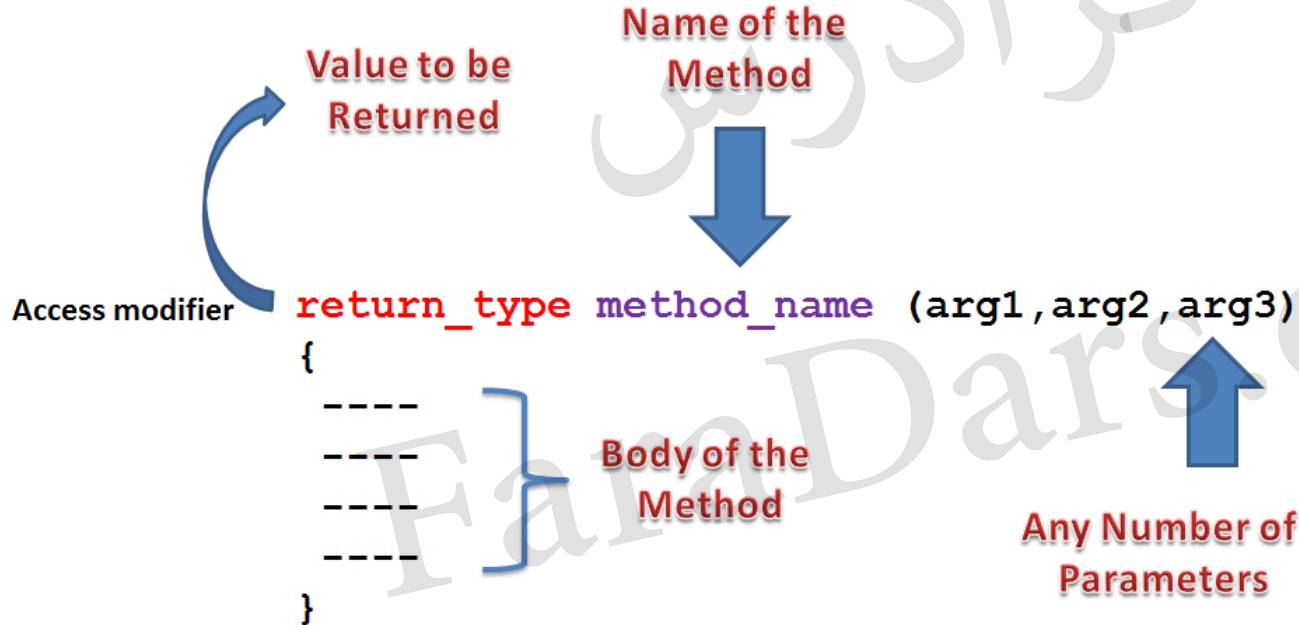 Name of the
Method
Value to be
Returned
Access modifier return_type method_name (arg1,arg2,arg3)
{
----
----
----
----
}
Body of the
Method
Any Number of
Parameters
فرادرس
FaraDars.